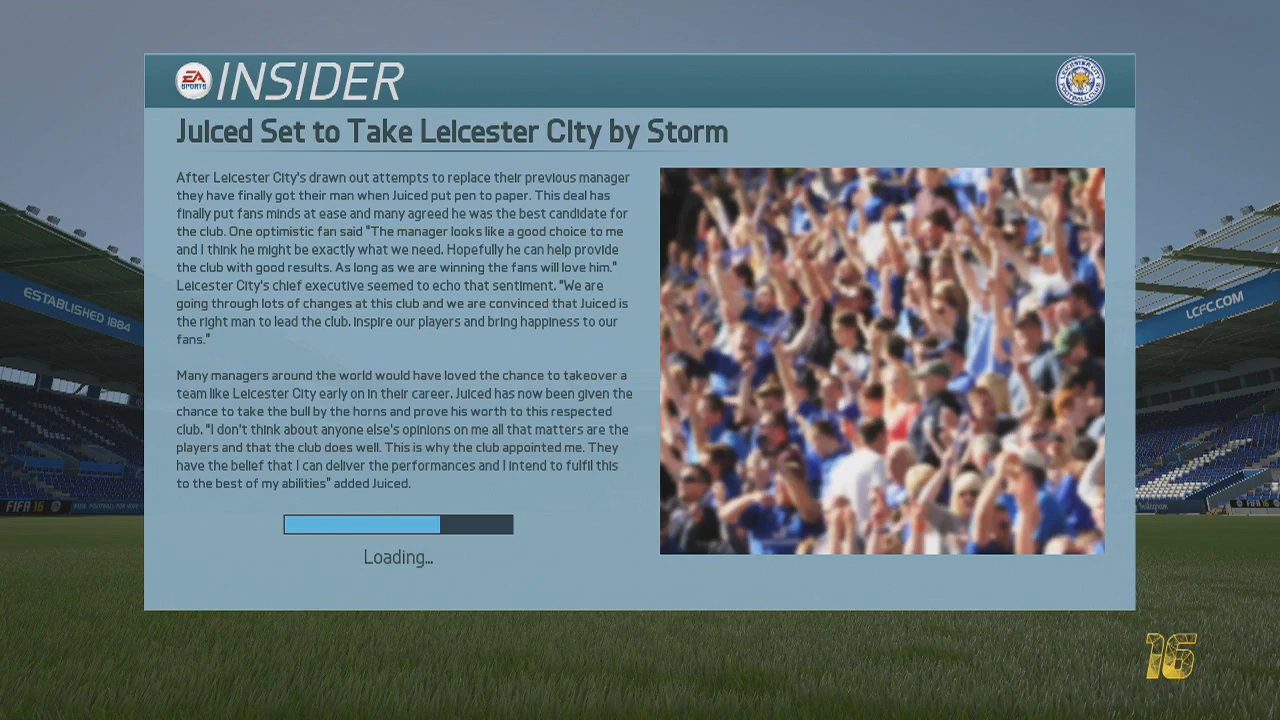 EA SPORTS INSIDER
LEICESTER CITY FOOTBALL CLUB
Juiced Set to Take Leicester City by Storm
After Leicester City's drawn out attempts to replace their previous manager
they have finally got their man when Juiced put pen to paper. This deal has
finally put fans minds at ease and many agreed he was the best candidate for
the club. One optimistic fan said "The manager looks like a good choice to me
and I think he might be exactly what we need. Hopefully he can help provide
the club with good results. As long as we are winning the fans will love him."
Leicester City's chief executive seemed to echo that sentiment. "We are
going through lots of changes at this club and we are convinced that Juiced is
the right man to lead the club, inspire our players and bring happiness to our
fans."
Many managers around the world would have loved the chance to takeover a
team like Leicester City early on in their career. Juiced has now been given the
chance to take the bull by the horns and prove his worth to this respected
club. "I don't think about anyone else's opinions on me all that matters are the
players and that the club does well. This is why the club appointed me. They
have the belief that I can deliver the performances and I intend to fulfil this
to the best of my abilities" added Juiced.
Loading...
ESTABLISHED 1884
LCFC.COM
FIFA 16
Instagram
16